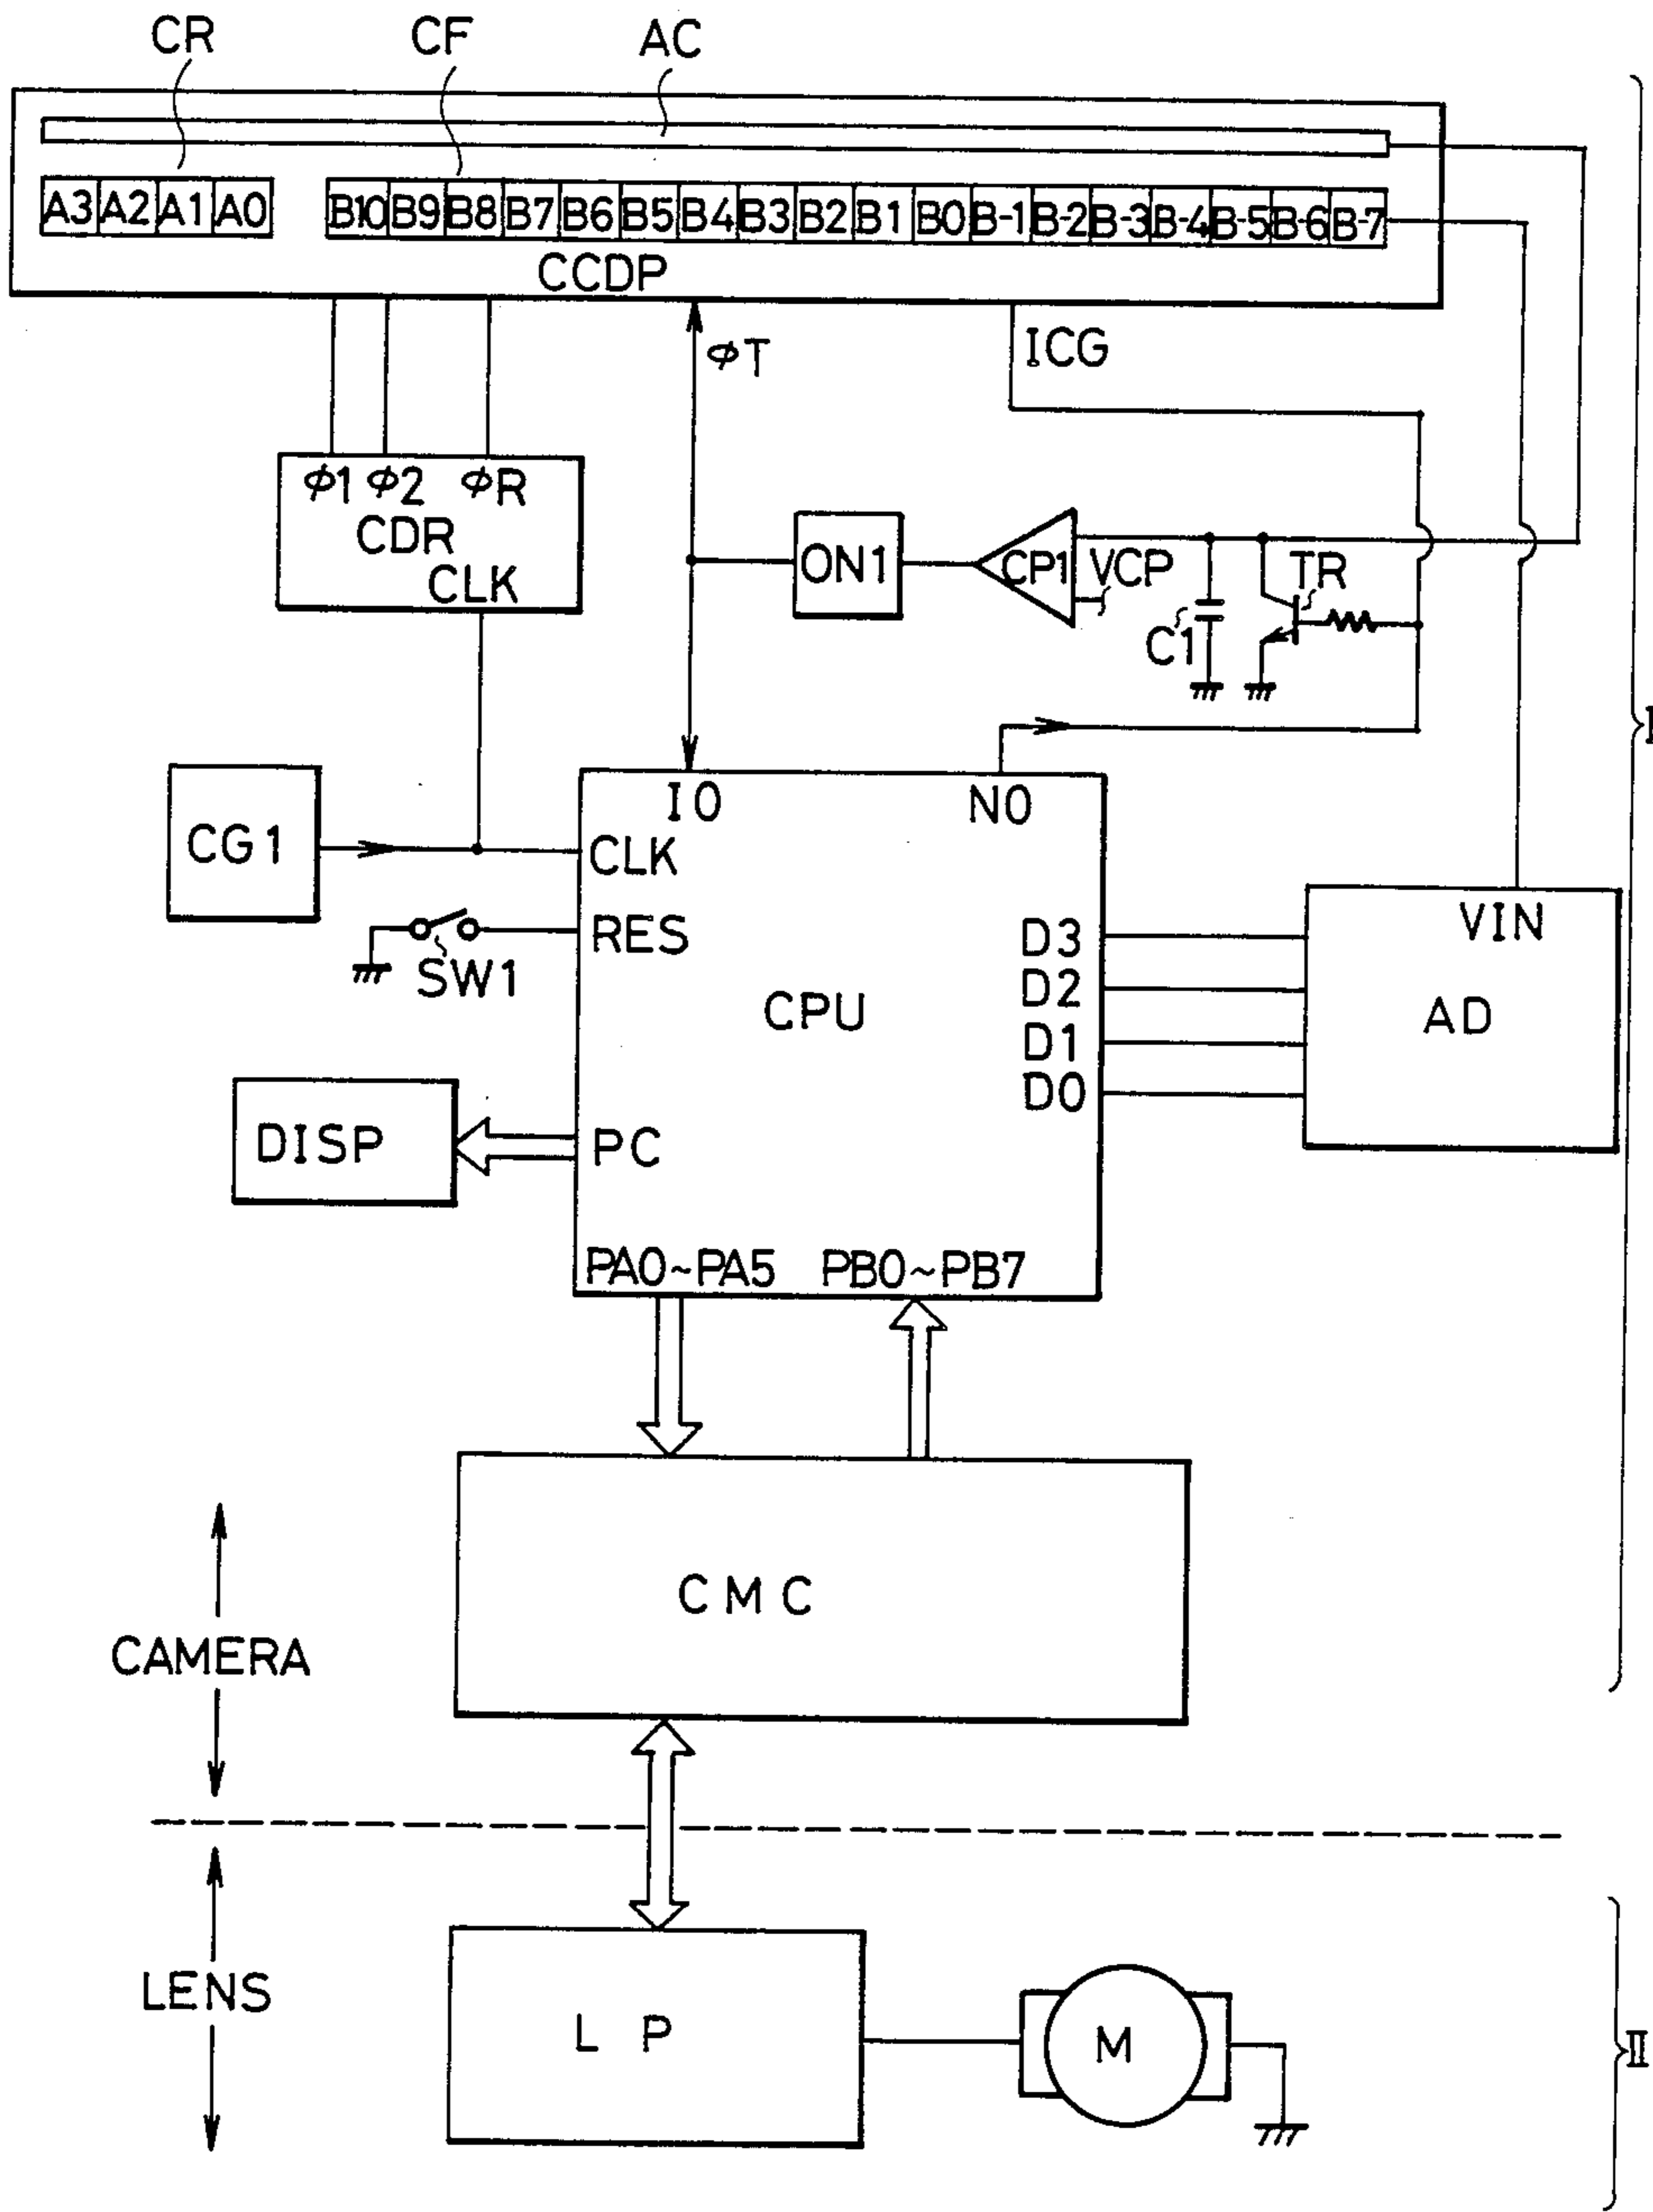 CR CF AC
A3 A2 A1 A0 B10 B9 B8 B7 B6 B5 B4 B3 B2 B1 B0 B-1 B-2 B-3 B-4 B-5 B-6 B-7
CCDP
ϕT ICG
ϕ1 ϕ2 ϕR
CDR
CLK
ON1 CP1 VCP TR
C1
I
I0 N0
CG1 CLK
RES D3 VIN
SW1 D2
CPU AD
D1
D0
DISP PC
PA0~PA5 PB0~PB7
CMC
CAMERA
LENS
LP M
II